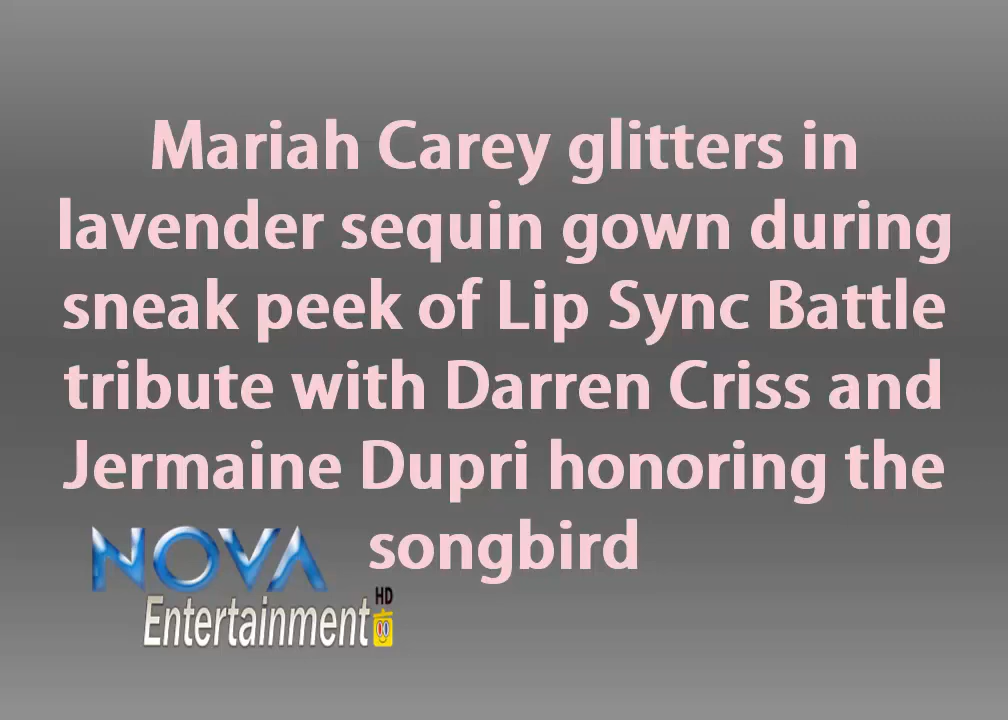 Mariah Carey glitters in
lavender sequin gown during
sneak peek of Lip Sync Battle
tribute with Darren Criss and
Jermaine Dupri honoring the
songbird
NOVA
HD
Entertainment